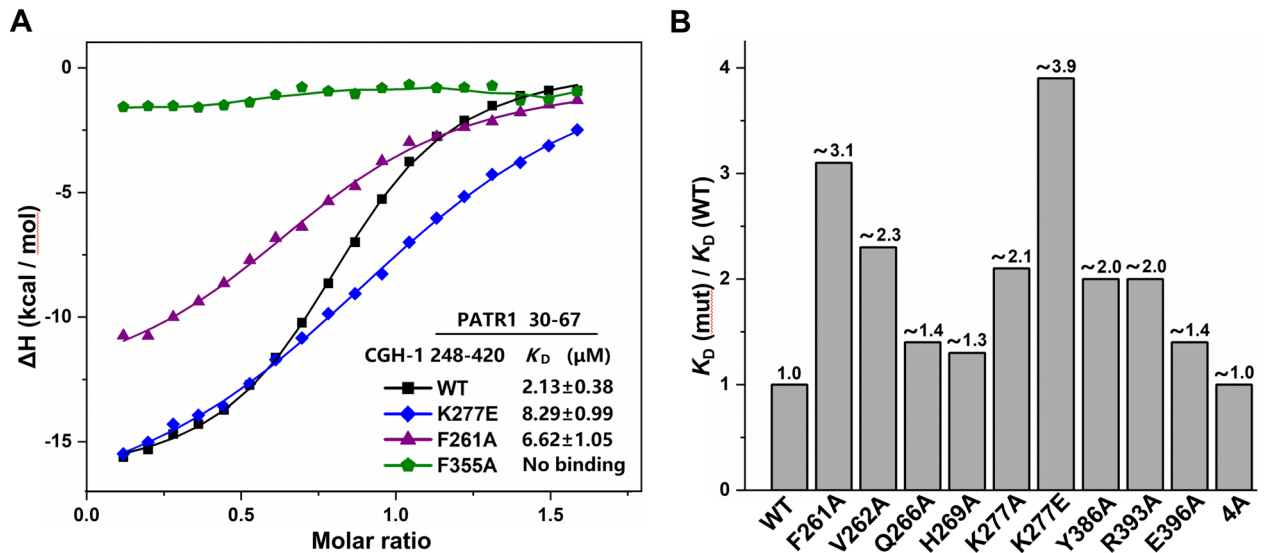 A
ΔH (kcal / mol)
0
-5
-10
-15
0.0
0.5
1.0
1.5
Molar ratio
PATR1 30-67
CGH-1 248-420 KD (μM)
WT 2.13±0.38
K277E 8.29±0.99
F261A 6.62±1.05
F355A No binding
B
KD (mut) / KD (WT)
4
3
2
1
0
1.0
~3.1
~2.3
~1.4
~1.3
~2.1
~3.9
~2.0
~2.0
~1.4
~1.0
WT
F261A
V262A
Q266A
H269A
K277A
K277E
Y386A
R393A
E396A
4A